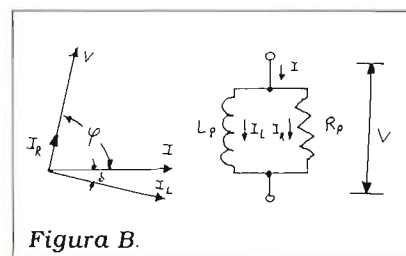 V
I_R
φ
I
δ
I_L
I
L_P
I_L I_R
R_P
V
Figura B.